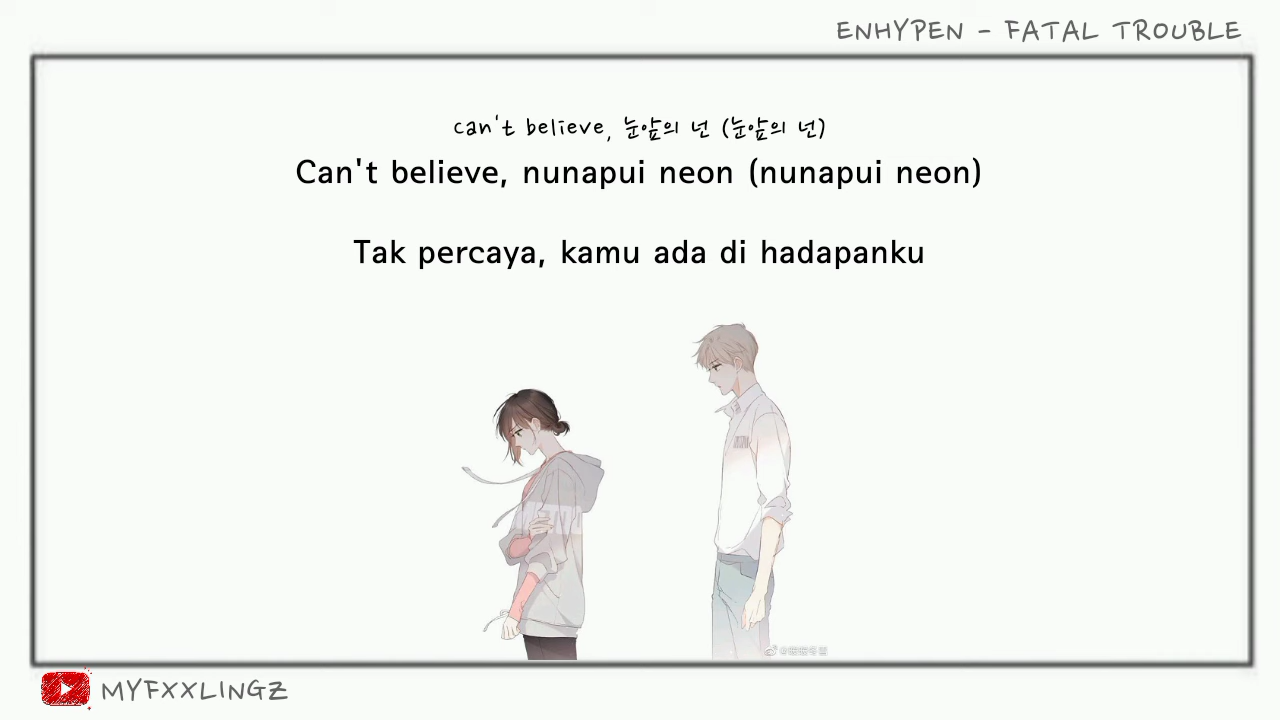 ENHYPEN - FATAL TROUBLE
can't believe, 눈앞의 넌 (눈앞의 넌)
Can't believe, nunapui neon (nunapui neon)
Tak percaya, kamu ada di hadapanku
MYFXXLINGZ